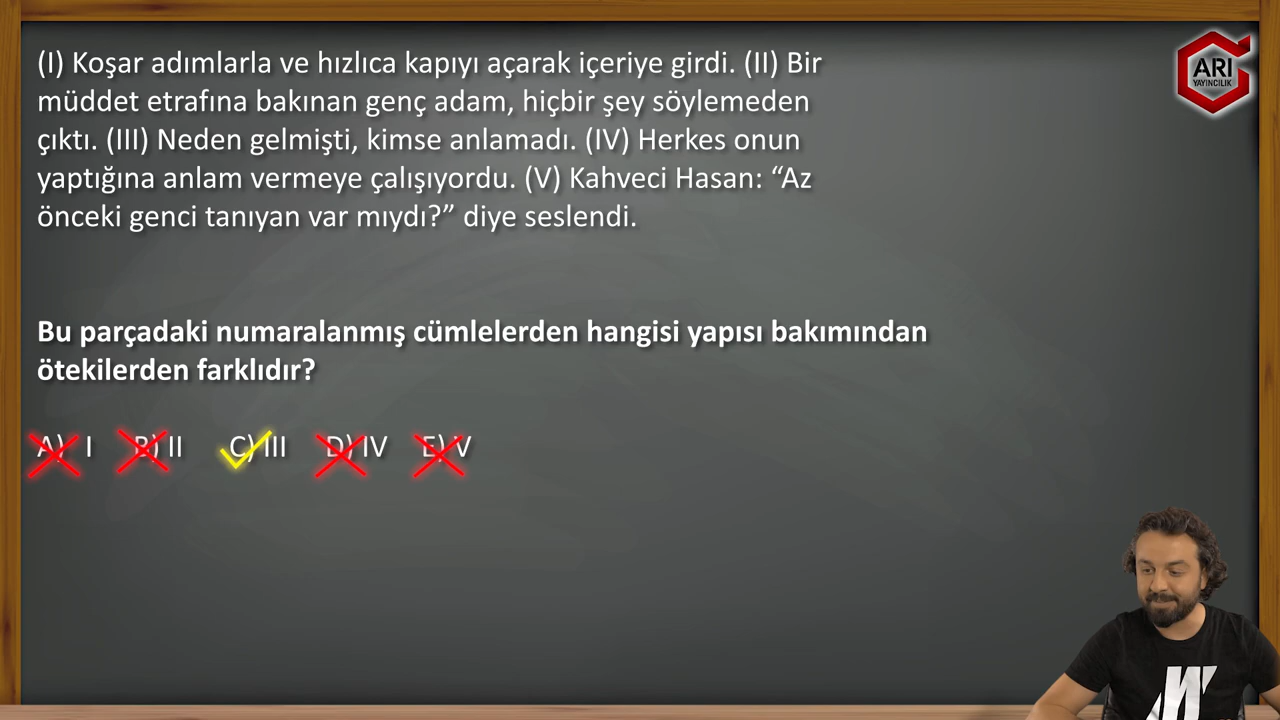 (I) Koşar adımlarla ve hızlıca kapıyı açarak içeriye girdi. (II) Bir
müddet etrafına bakınan genç adam, hiçbir şey söylemeden
çıktı. (III) Neden gelmişti, kimse anlamadı. (IV) Herkes onun
yaptığına anlam vermeye çalışıyordu. (V) Kahveci Hasan: “Az
önceki genci tanıyan var mıydı?” diye seslendi.
ARI
YAYINCILIK
Bu parçadaki numaralanmış cümlelerden hangisi yapısı bakımından
ötekilerden farklıdır?
A) I B) II C) III D) IV E) V